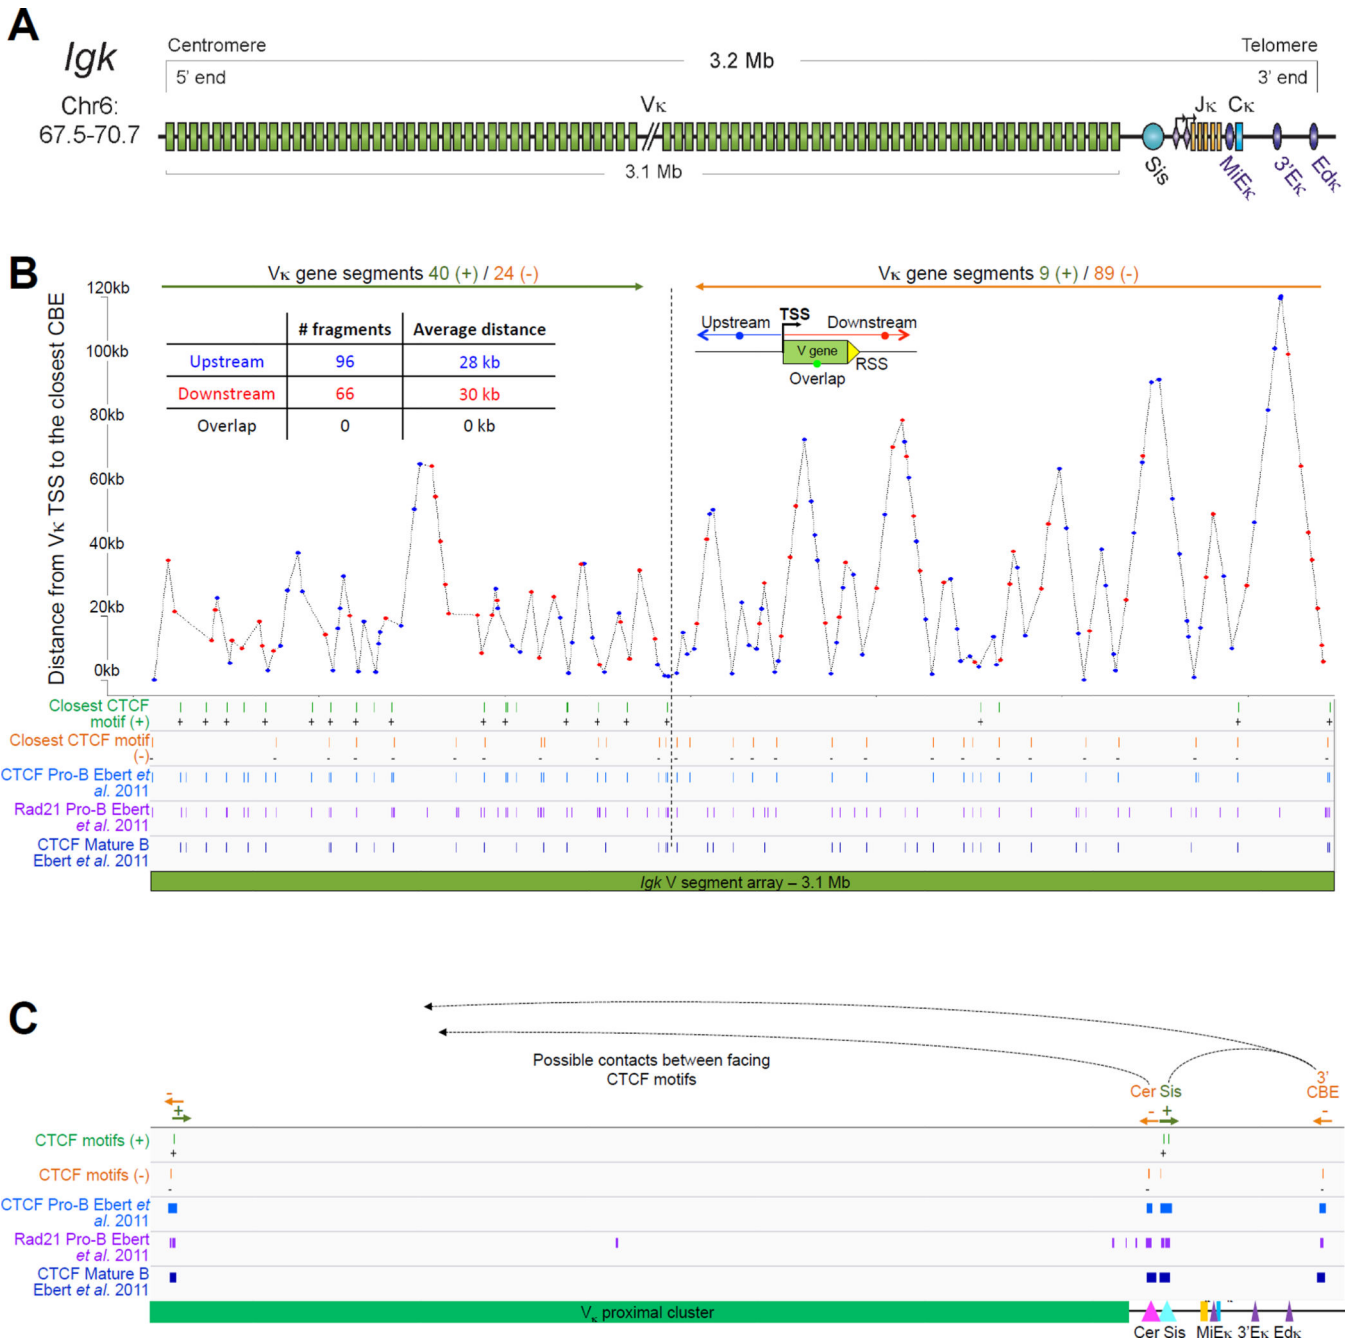 A
Igk
Chr6:
67.5-70.7
Centromere
Telomere
3.2 Mb
5' end
3' end
Vκ
Jκ Cκ
3.1 Mb
Sis
MiEκ
3'Eκ
Edκ
B
Vκ gene segments 40 (+) / 24 (-)
Vκ gene segments 9 (+) / 89 (-)
Distance from Vκ TSS to the closest CBE
120kb
100kb
80kb
60kb
40kb
20kb
0kb
# fragments Average distance
Upstream 96 28 kb
Downstream 66 30 kb
Overlap 0 0 kb
TSS
Upstream Downstream
V gene
RSS
Overlap
Closest CTCF
motif (+)
+ + + + + + + + + + + + + + + + +
Closest CTCF motif
(-)
CTCF Pro-B Ebert et
al. 2011
Rad21 Pro-B Ebert
et al. 2011
CTCF Mature B
Ebert et al. 2011
Igk V segment array – 3.1 Mb
C
Possible contacts between facing
CTCF motifs
-
+
Cer Sis
+
-
3'
CBE
-
CTCF motifs (+)
+ +
CTCF motifs (-)
- - -
CTCF Pro-B Ebert et
al. 2011
Rad21 Pro-B Ebert
et al. 2011
CTCF Mature B
Ebert et al. 2011
Vκ proximal cluster
Cer Sis MiEκ 3'Eκ Edκ